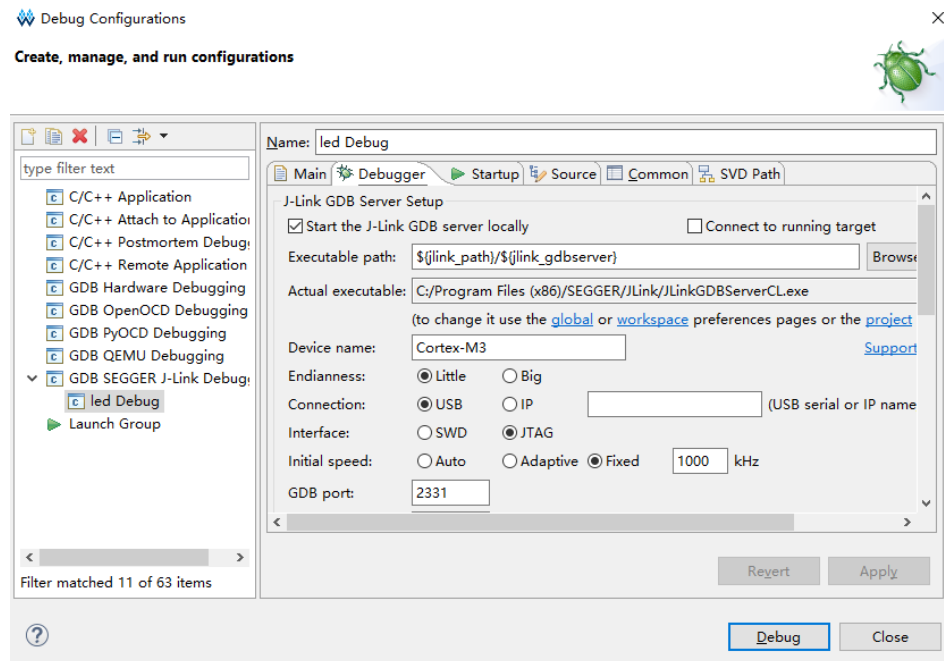 Debug Configurations
Create, manage, and run configurations
type filter text
C/C++ Application
C/C++ Attach to Application
C/C++ Postmortem Debug
C/C++ Remote Application
GDB Hardware Debugging
GDB OpenOCD Debugging
GDB PyOCD Debugging
GDB QEMU Debugging
GDB SEGGER J-Link Debug
led Debug
Launch Group
Filter matched 11 of 63 items
Name: led Debug
Main Debugger Startup Source Common SVD Path
J-Link GDB Server Setup
Start the J-Link GDB server locally Connect to running target
Executable path: ${jlink_path}/${jlink_gdbserver} Browse
Actual executable: C:/Program Files (x86)/SEGGER/JLink/JLinkGDBServerCL.exe
(to change it use the global or workspace preferences pages or the project
Device name: Cortex-M3 Support
Endianness: Little Big
Connection: USB IP (USB serial or IP name
Interface: SWD JTAG
Initial speed: Auto Adaptive Fixed 1000 kHz
GDB port: 2331
Revert Apply
Debug Close